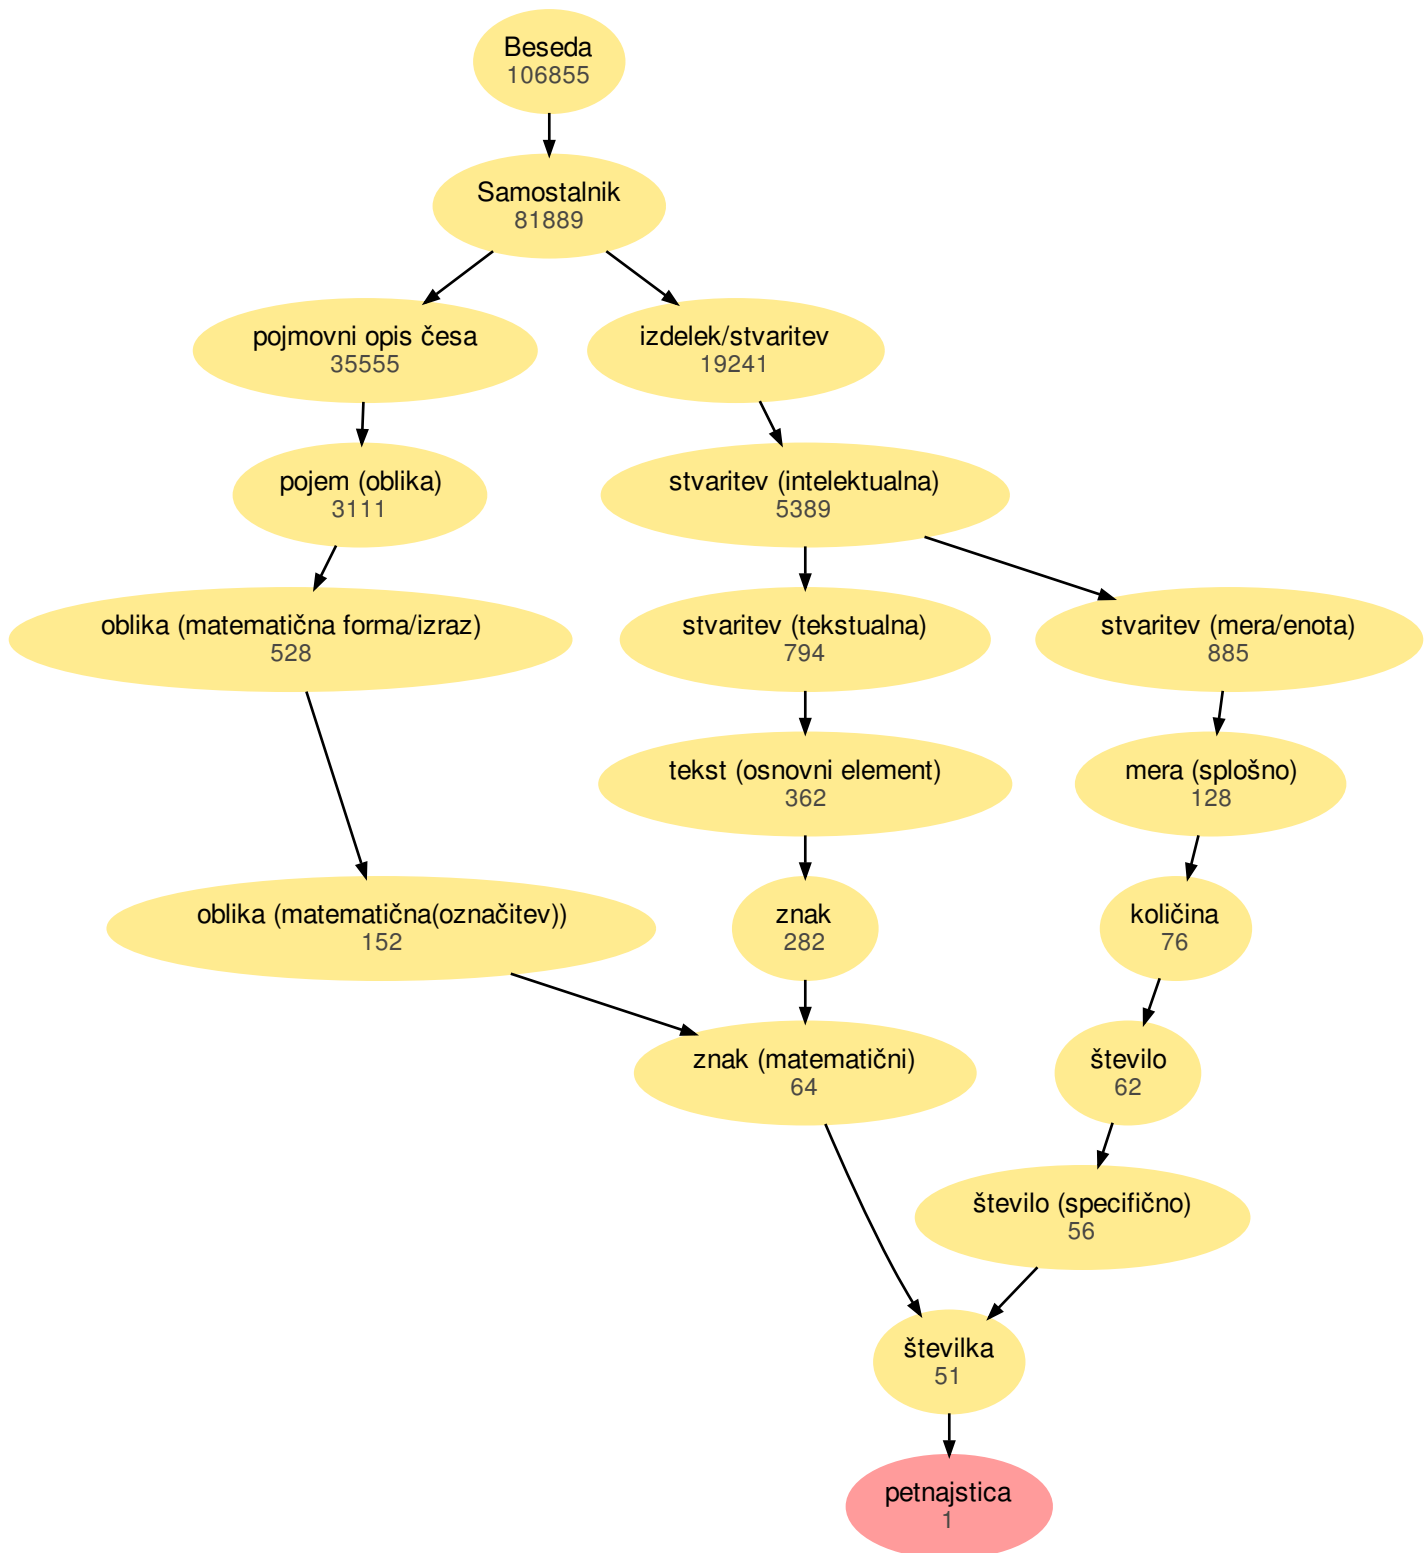 Beseda
106855
Samostalnik
81889
pojmovni opis česa
35555
izdelek/stvaritev
19241
pojem (oblika)
3111
stvaritev (intelektualna)
5389
oblika (matematična forma/izraz)
528
stvaritev (tekstualna)
794
stvaritev (mera/enota)
885
tekst (osnovni element)
362
mera (splošno)
128
oblika (matematična(označitev))
152
znak
282
količina
76
znak (matematični)
64
število
62
število (specifično)
56
številka
51
petnajstica
1